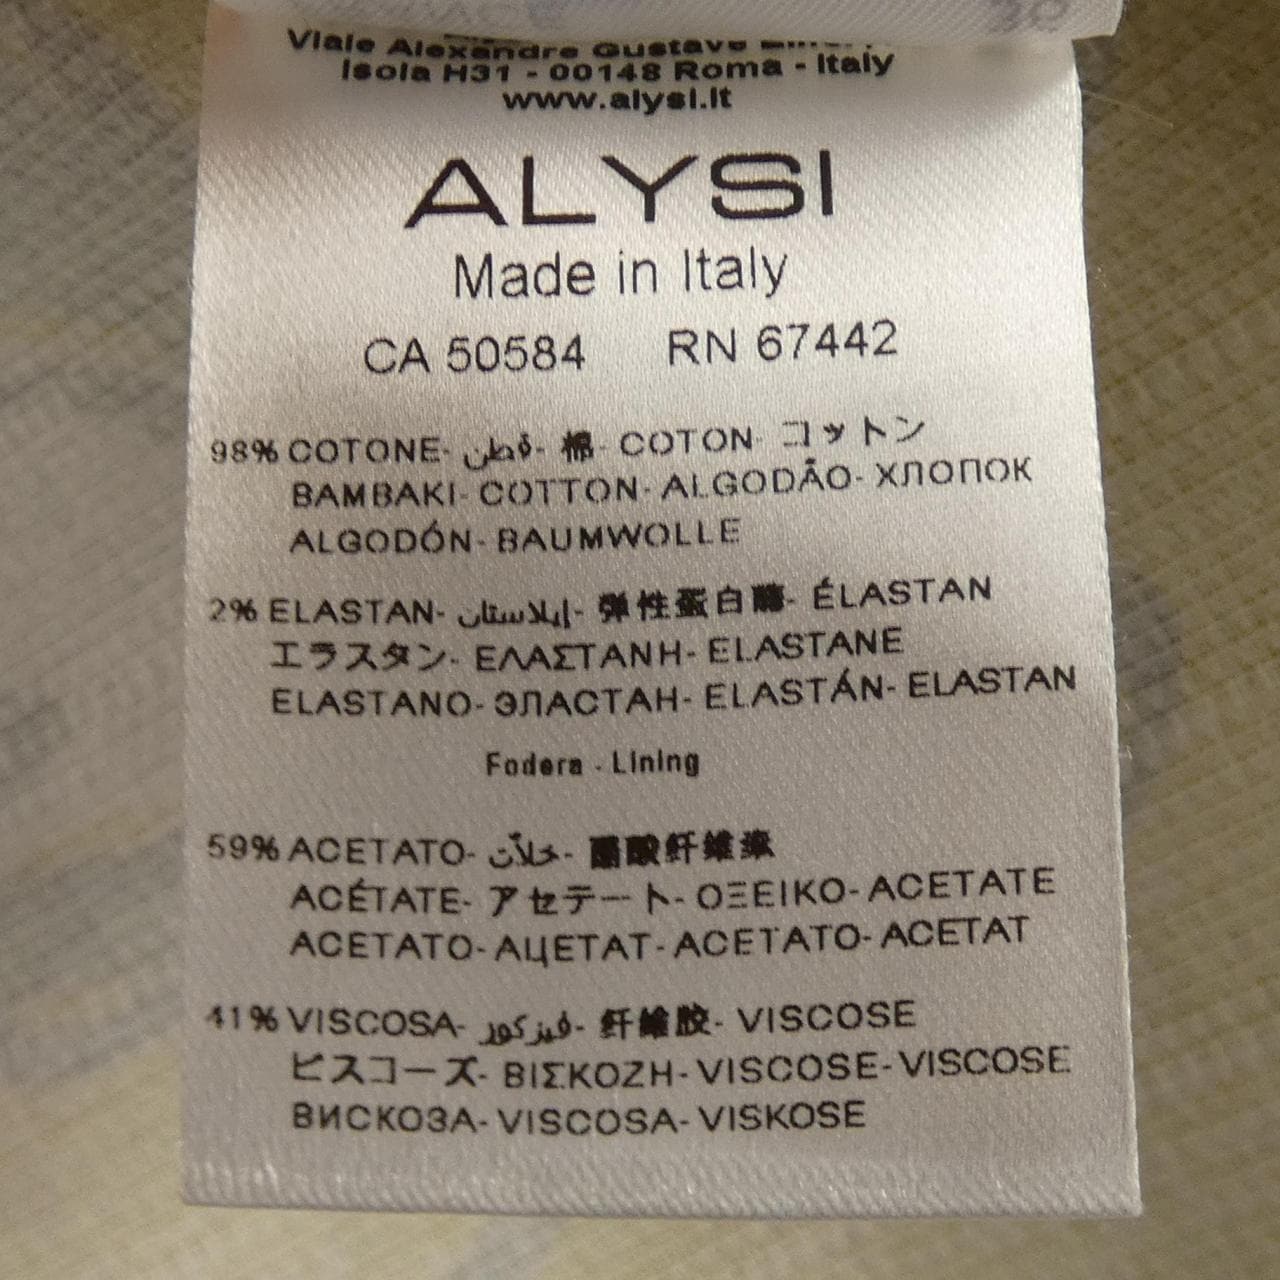 Viale Alexandre Gustave
Isola H31 - 00148 Roma - Italy
www.alysi.it
ALYSI
Made in Italy
CA 50584 RN 67442
98% COTONE- قطن- 棉- COTON- コットン
BAMBAKI- COTTON- ALGODÃO- ХЛОПОК
ALGODÓN- BAUMWOLLE
2% ELASTAN- إيلاستان- 弹性蛋白酶- ÉLASTAN
エラスタン- ΕΛΑΣΤΑΝΗ- ELASTANE
ELASTANO- ЭЛАСТАН- ELASTÁN- ELASTAN
Fodera - Lining
59% ACETATO- خلات- 醋酸纤维素
ACÉTATE- アセテート- ΟΞΕΙΚΟ- ACETATE
ACETATO- АЦЕТАТ- ACETATO- ACETAT
41% VISCOSA- فيزكوز- 纤维胶- VISCOSE
ビスコーズ- ΒΙΣΚΟΖΗ- VISCOSE- VISCOSE
ВИСКОЗА- VISCOSA- VISKOSE